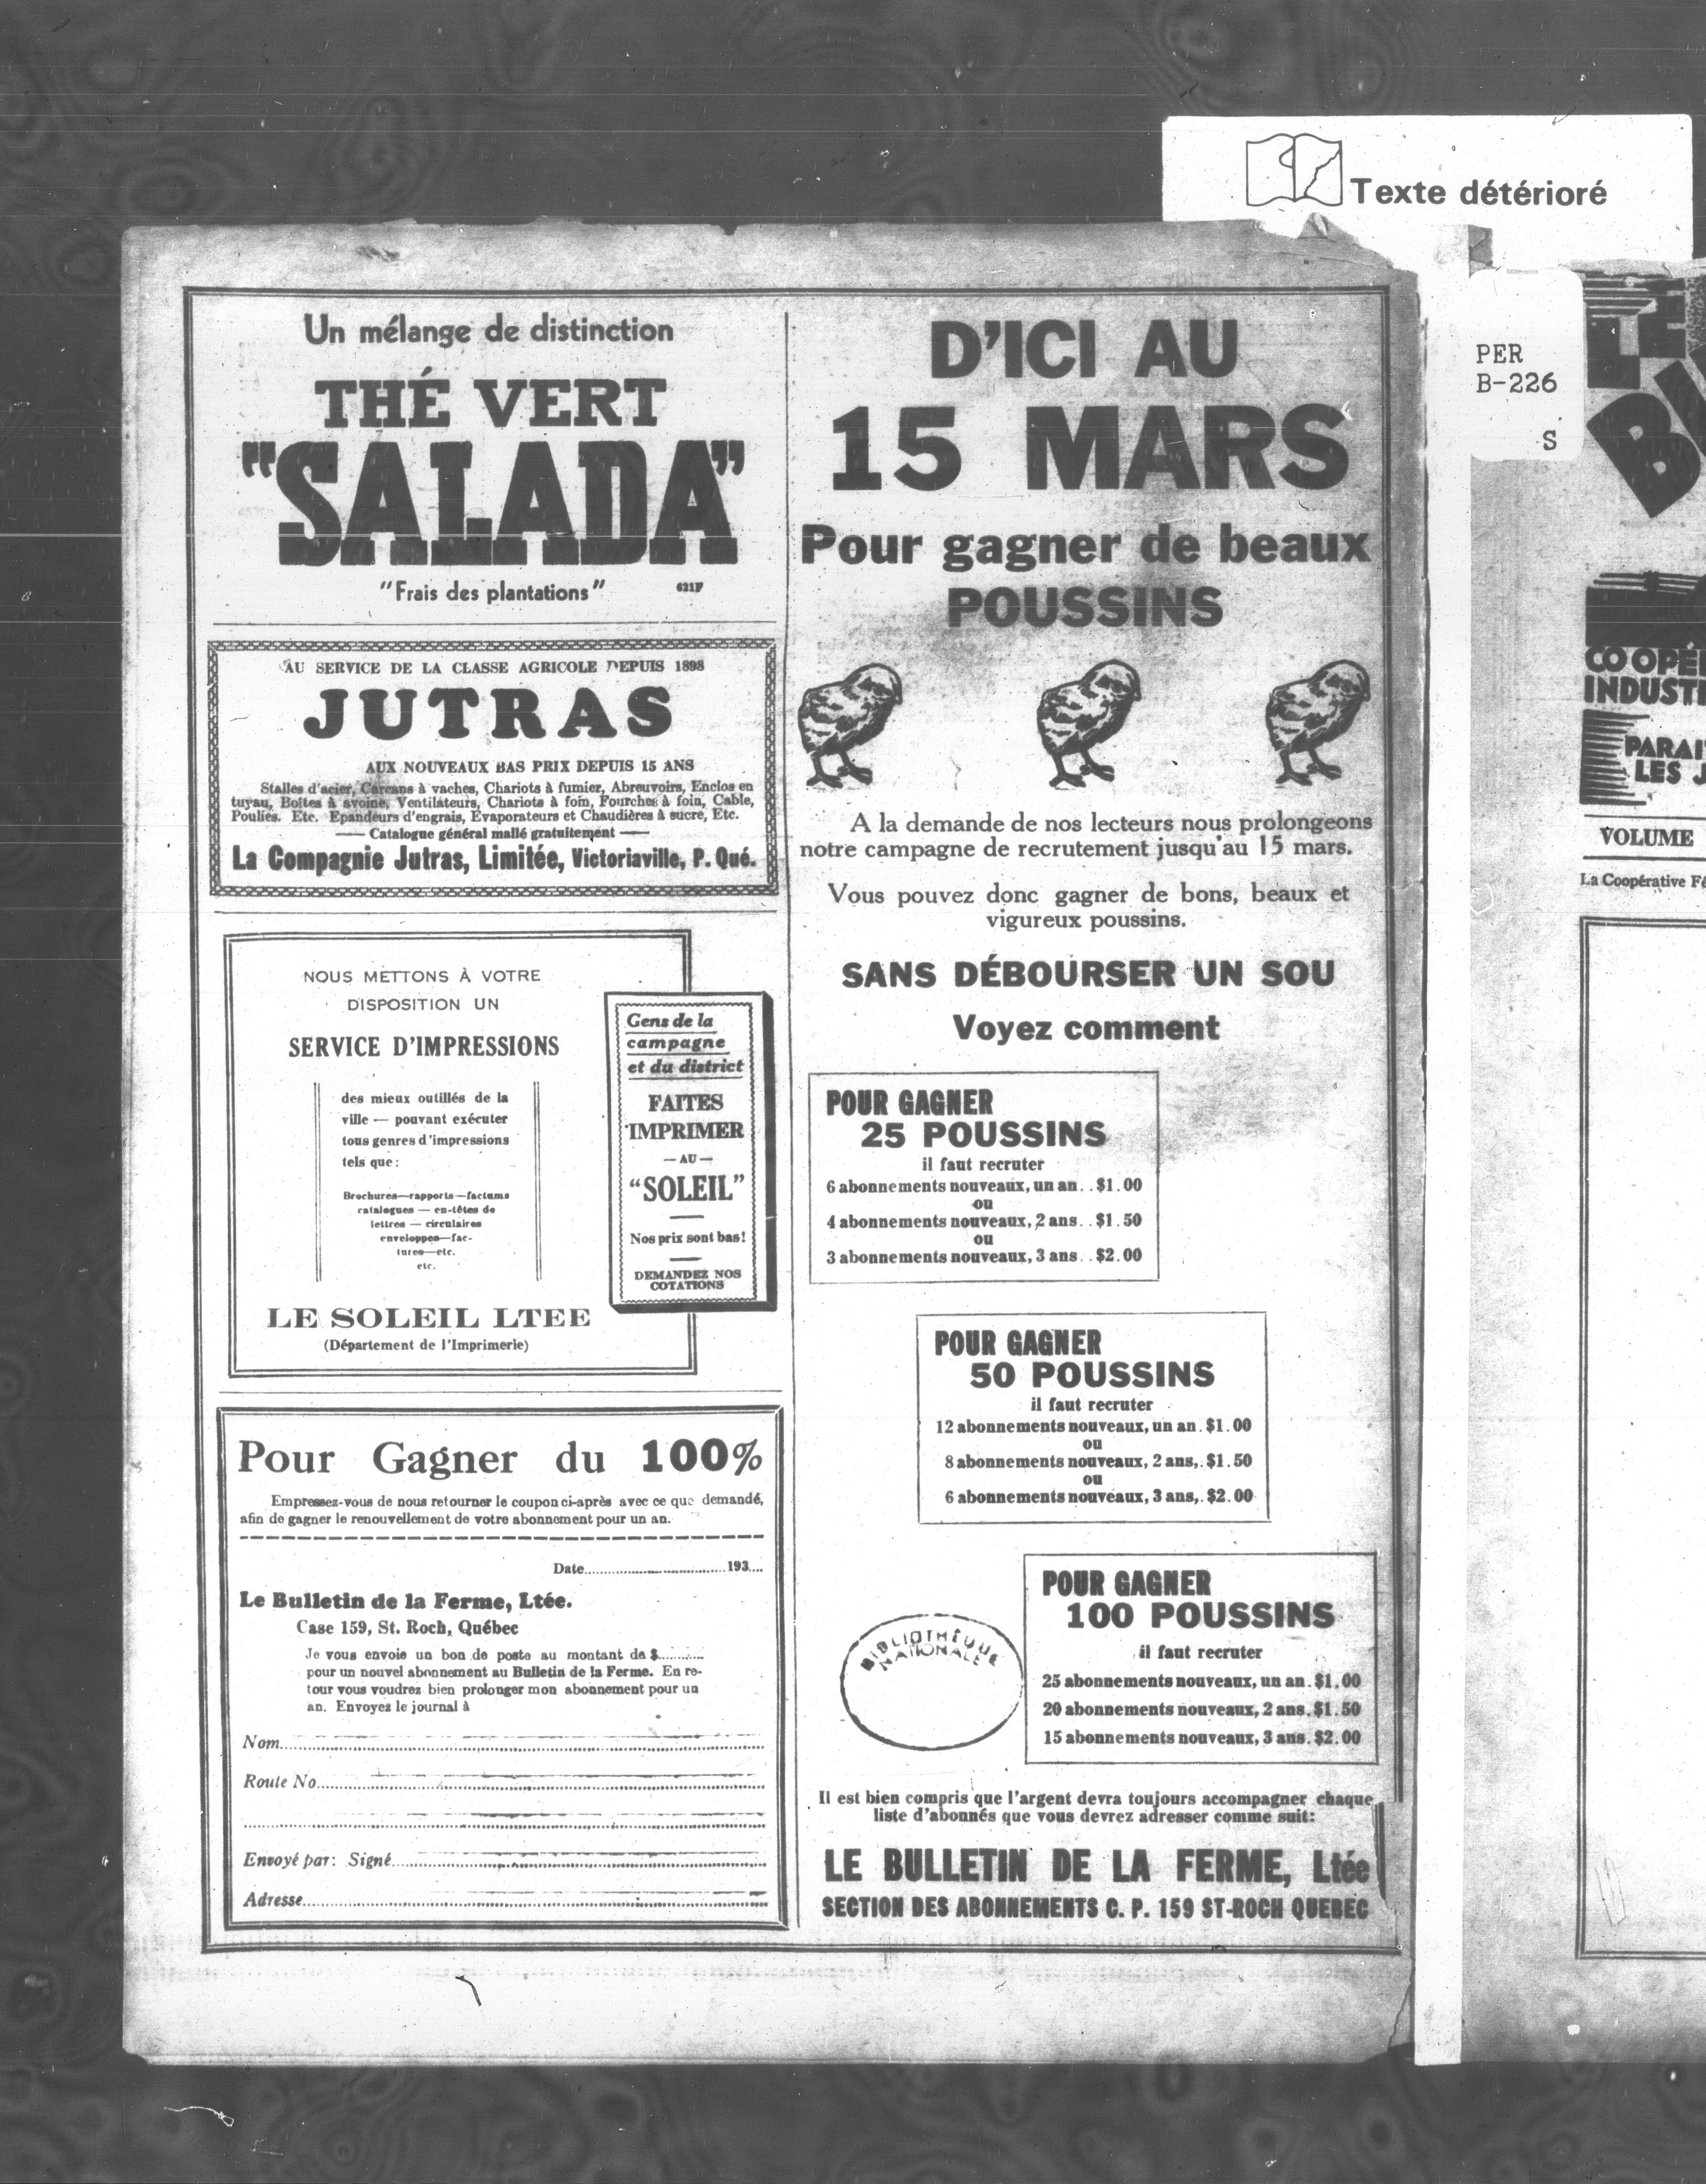 Texte détérioré
PER
B-226
S
Un mélange de distinction
THÉ VERT
"SALADA"
"Frais des plantations"
621F
AU SERVICE DE LA CLASSE AGRICOLE DEPUIS 1898
JUTRAS
AUX NOUVEAUX BAS PRIX DEPUIS 15 ANS
Stalles d'acier, Carcans à vaches, Chariots à fumier, Abreuvoirs, Enclos en
tuyau, Boîtes à avoine, Ventilateurs, Chariots à foin, Fourches à foin, Cable,
Poulies. Etc. Epandeurs d'engrais, Evaporateurs et Chaudières à sucre, Etc.
— Catalogue général mallé gratuitement —
La Compagnie Jutras, Limitée, Victoriaville, P. Qué.
NOUS METTONS À VOTRE
DISPOSITION UN
SERVICE D'IMPRESSIONS
des mieux outillés de la
ville — pouvant exécuter
tous genres d'impressions
tels que:
Brochures—rapports—factums
catalogues — en-têtes de
lettres — circulaires
enveloppes—fac-
tures—etc.
etc.
LE SOLEIL LTEE
(Département de l'Imprimerie)
Gens de la
campagne
et du district
FAITES
IMPRIMER
—AU—
"SOLEIL"
Nos prix sont bas!
DEMANDEZ NOS
COTATIONS
Pour Gagner du 100%
Empressez-vous de nous retourner le coupon ci-après avec ce que demandé,
afin de gagner le renouvellement de votre abonnement pour un an.
Date..............................193....
Le Bulletin de la Ferme, Ltée.
Case 159, St. Roch, Québec
Je vous envoie un bon de poste au montant de $..........
pour un nouvel abonnement au Bulletin de la Ferme. En re-
tour vous voudrez bien prolonger mon abonnement pour un
an. Envoyez le journal à
Nom..............................
Route No..............................
Envoyé par: Signé..............................
Adresse..............................
D'ICI AU
15 MARS
Pour gagner de beaux
POUSSINS
A la demande de nos lecteurs nous prolongeons
notre campagne de recrutement jusqu'au 15 mars.
Vous pouvez donc gagner de bons, beaux et
vigureux poussins.
SANS DÉBOURSER UN SOU
Voyez comment
POUR GAGNER
25 POUSSINS
il faut recruter
6 abonnements nouveaux, un an. . $1.00
ou
4 abonnements nouveaux, 2 ans. . $1.50
ou
3 abonnements nouveaux, 3 ans. . $2.00
POUR GAGNER
50 POUSSINS
il faut recruter
12 abonnements nouveaux, un an. $1.00
ou
8 abonnements nouveaux, 2 ans,. $1.50
ou
6 abonnements nouveaux, 3 ans,. $2.00
POUR GAGNER
100 POUSSINS
il faut recruter
25 abonnements nouveaux, un an. $1.00
20 abonnements nouveaux, 2 ans. $1.50
15 abonnements nouveaux, 3 ans. $2.00
BIBLIOTHÈQUE
NATIONALE
Il est bien compris que l'argent devra toujours accompagner chaque
liste d'abonnés que vous devrez adresser comme suit:
LE BULLETIN DE LA FERME, Ltée
SECTION DES ABONNEMENTS C. P. 159 ST-ROCH QUEBEC
VOLUME
La Coopérative